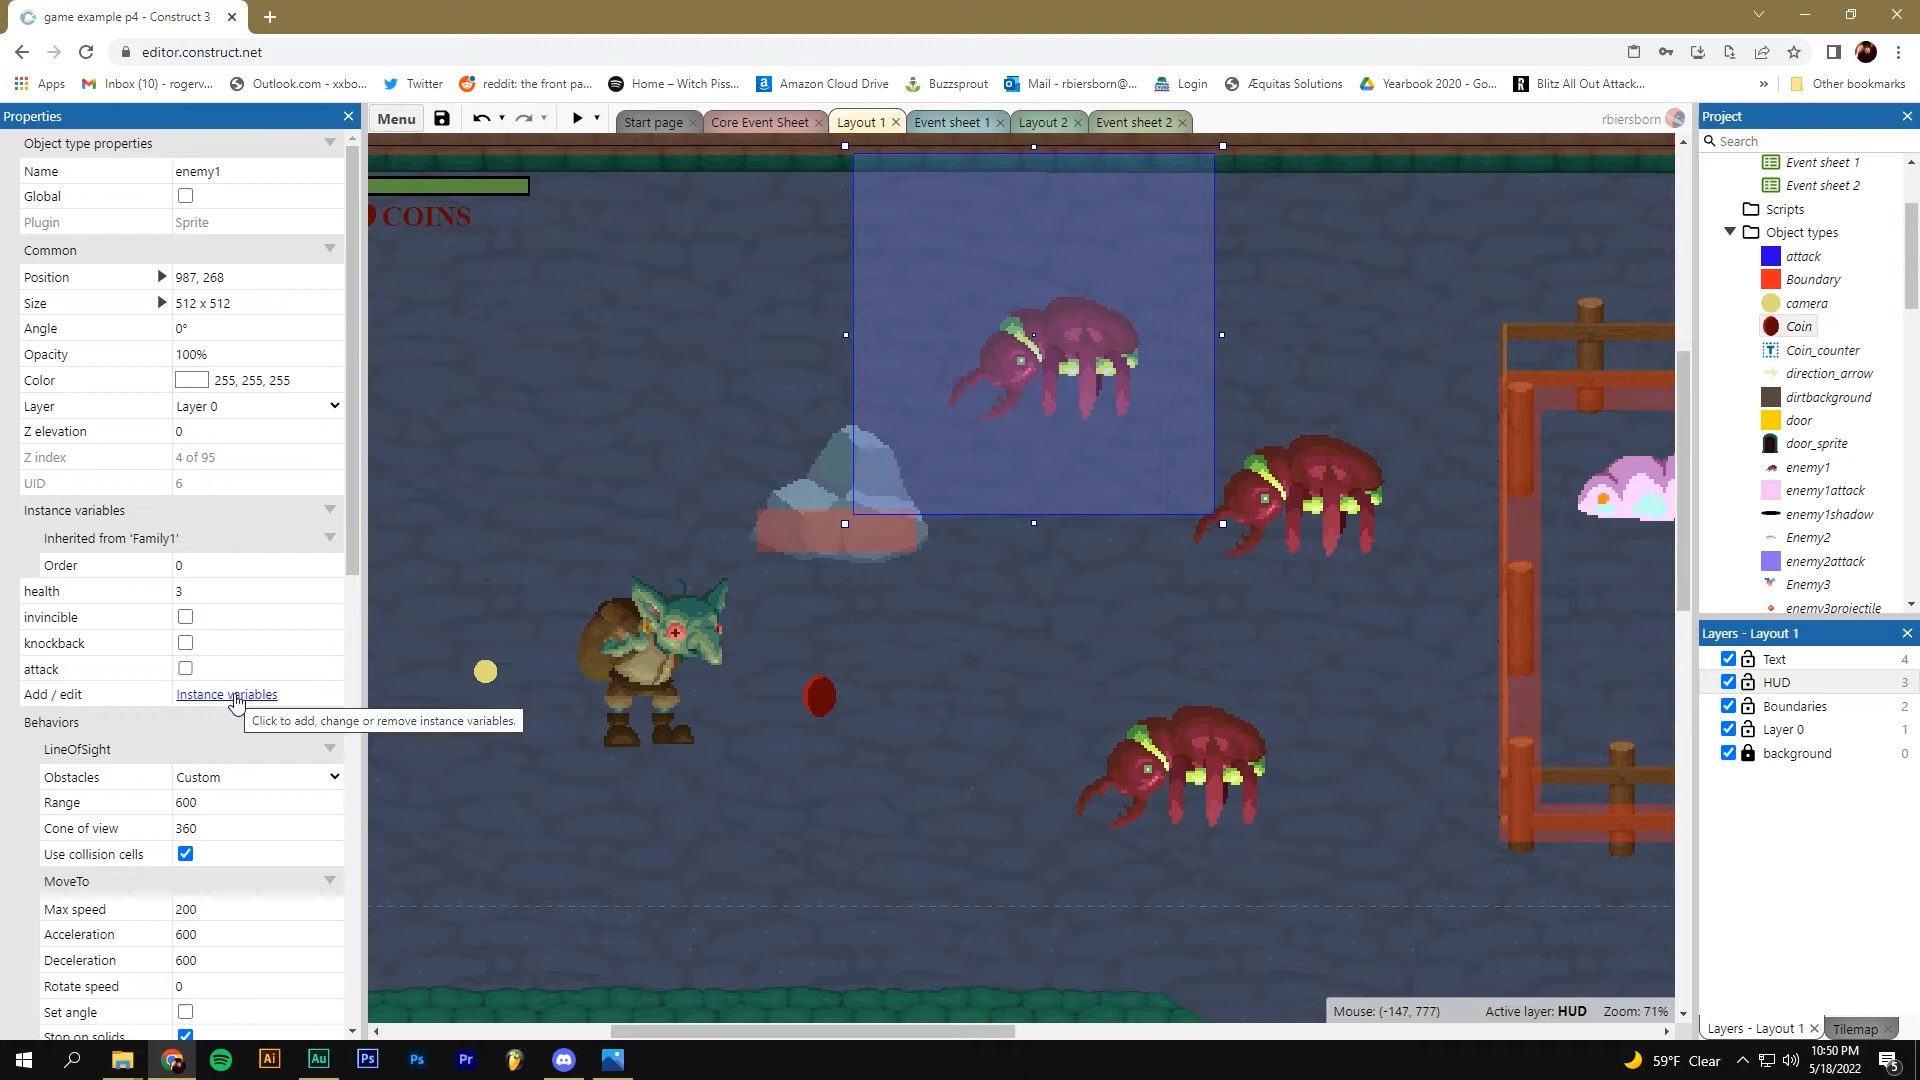 game example p4 - Construct 3
editor.construct.net
Apps
Inbox (10) - rogerv...
Outlook.com - xxbo...
Twitter
reddit: the front pa...
Home – Witch Piss...
Amazon Cloud Drive
Buzzsprout
Mail - rbiersborn@...
Login
Æquitas Solutions
Yearbook 2020 - Go...
Blitz All Out Attack...
»
Other bookmarks
Properties
Menu
Start page
Core Event Sheet
Layout 1
Event sheet 1
Layout 2
Event sheet 2
rbiersborn
Project
Object type properties
Name enemy1
Global
Plugin Sprite
Common
Position 987, 268
Size 512 x 512
Angle 0°
Opacity 100%
Color 255, 255, 255
Layer Layer 0
Z elevation 0
Z index 4 of 95
UID 6
Instance variables
Inherited from 'Family1'
Order 0
health 3
invincible
knockback
attack
Add / edit Instance variables
Click to add, change or remove instance variables.
Behaviors
LineOfSight
Obstacles Custom
Range 600
Cone of view 360
Use collision cells
MoveTo
Max speed 200
Acceleration 600
Deceleration 600
Rotate speed 0
Set angle
Stop on solids
COINS
Mouse: (-147, 777) Active layer: HUD Zoom: 71%
Search
Event sheet 1
Event sheet 2
Scripts
Object types
attack
Boundary
camera
Coin
Coin_counter
direction_arrow
dirtbackground
door
door_sprite
enemy1
enemy1attack
enemy1shadow
Enemy2
enemy2attack
Enemy3
enemy3projectile
Layers - Layout 1
Text 4
HUD 3
Boundaries 2
Layer 0 1
background 0
Layers - Layout 1
Tilemap
Ai
Au
Ps
Ps
Pr
59°F Clear
10:50 PM
5/18/2022
5